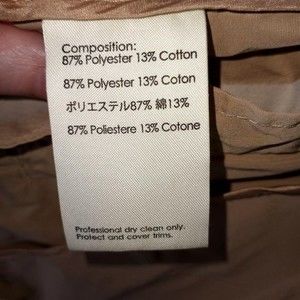 Composition:
87% Polyester 13% Cotton
87% Polyester 13% Coton
ポリエステル87% 綿13%
87% Poliestere 13% Cotone
Professional dry clean only.
Protect and cover trims.